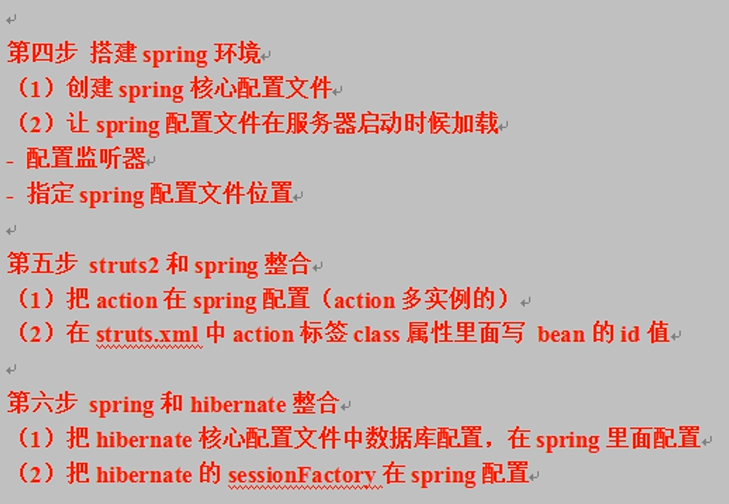 第四步 搭建 spring 环境
（1）创建 spring 核心配置文件
（2）让 spring 配置文件在服务器启动时候加载
- 配置监听器
- 指定 spring 配置文件位置
第五步 struts2 和 spring 整合
（1）把 action 在 spring 配置（action 多实例的）
（2）在 struts.xml 中 action 标签 class 属性里面写 bean 的 id 值
第六步 spring 和 hibernate 整合
（1）把 hibernate 核心配置文件中数据库配置，在 spring 里面配置
（2）把 hibernate 的 sessionFactory 在 spring 配置